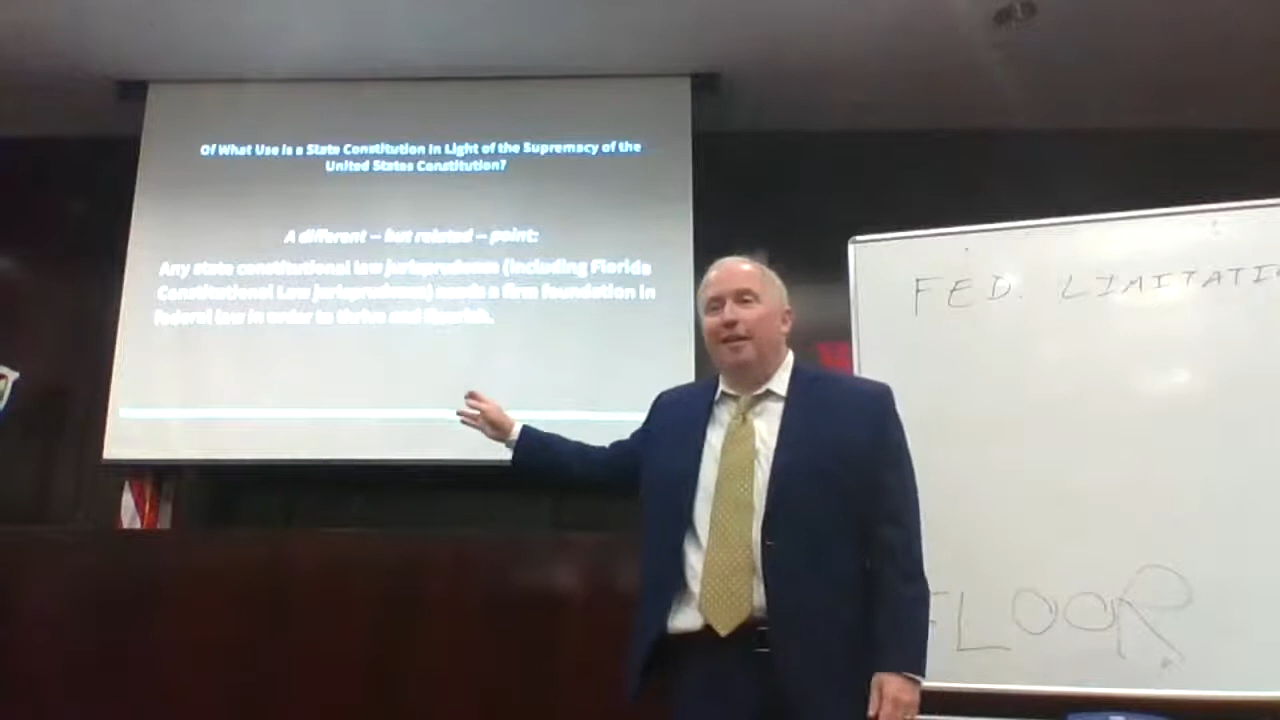 Of What Use is a State Constitution in Light of the Supremacy of the
United States Constitution?
A different – but related – point:
Any state constitutional law jurisprudence (including Florida
Constitutional Law jurisprudence) needs a firm foundation in
federal law in order to thrive and flourish.
FED. LIMITATI
FLOOR